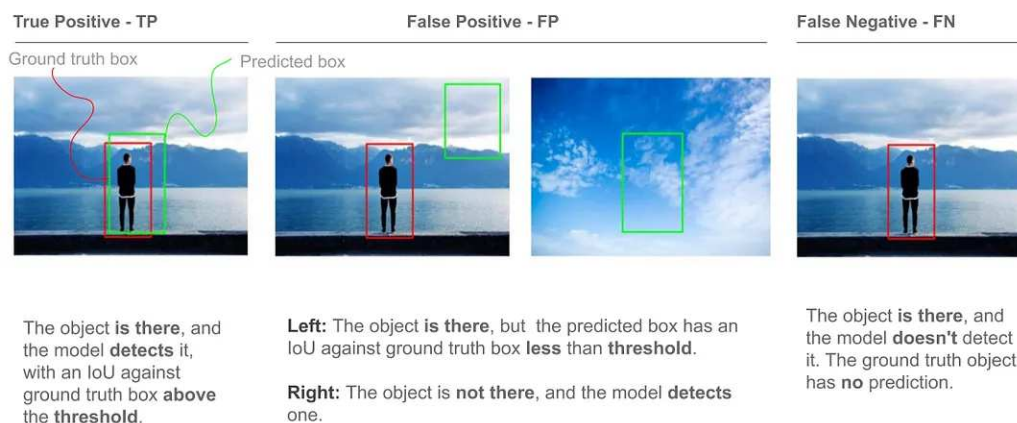 True Positive - TP
False Positive - FP
False Negative - FN
Ground truth box
Predicted box
The object is there, and
the model detects it,
with an IoU against
ground truth box above
the threshold.
Left: The object is there, but the predicted box has an
IoU against ground truth box less than threshold.
Right: The object is not there, and the model detects
one.
The object is there, and
the model doesn't detect
it. The ground truth object
has no prediction.